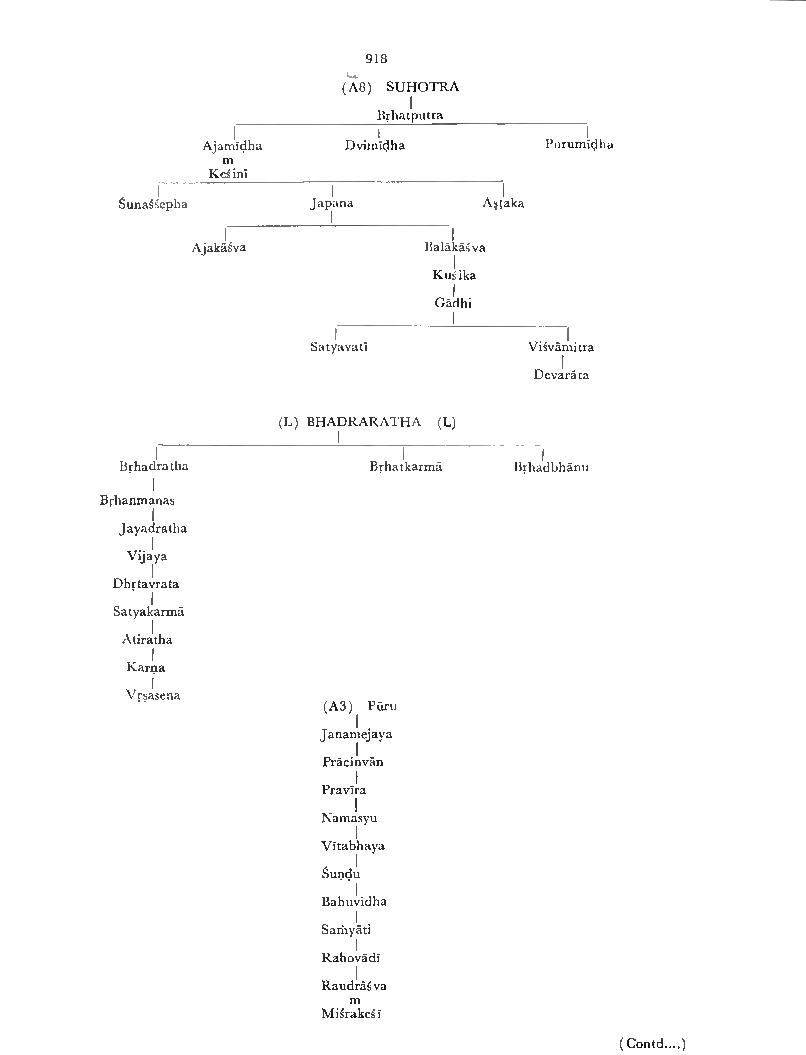 918
(A8) SUHOTRA
Bṛhatputra
Ajamīḍha Dvimīḍha Purumīḍha
m
Keśinī
Śunaśśepha Japana Aṣṭaka
Ajakāśva Balākāśva
Kuśika
Gādhi
Satyavatī Viśvāmitra
Devarāta
(L) BHADRARATHA (L)
Bṛhadratha Bṛhatkarmā Bṛhadbhānu
Bṛhanmanas
Jayadratha
Vijaya
Dhṛtavrata
Satyakarmā
Atiratha
Karṇa
Vṛṣasena
(A3) Pūru
Janamejaya
Prācinvān
Pravīra
Namasyu
Vītabhaya
Śuṇḍu
Bahuvidha
Saṁyāti
Rahovādī
Raudrāśva
m
Miśrakeśī
(Contd....)